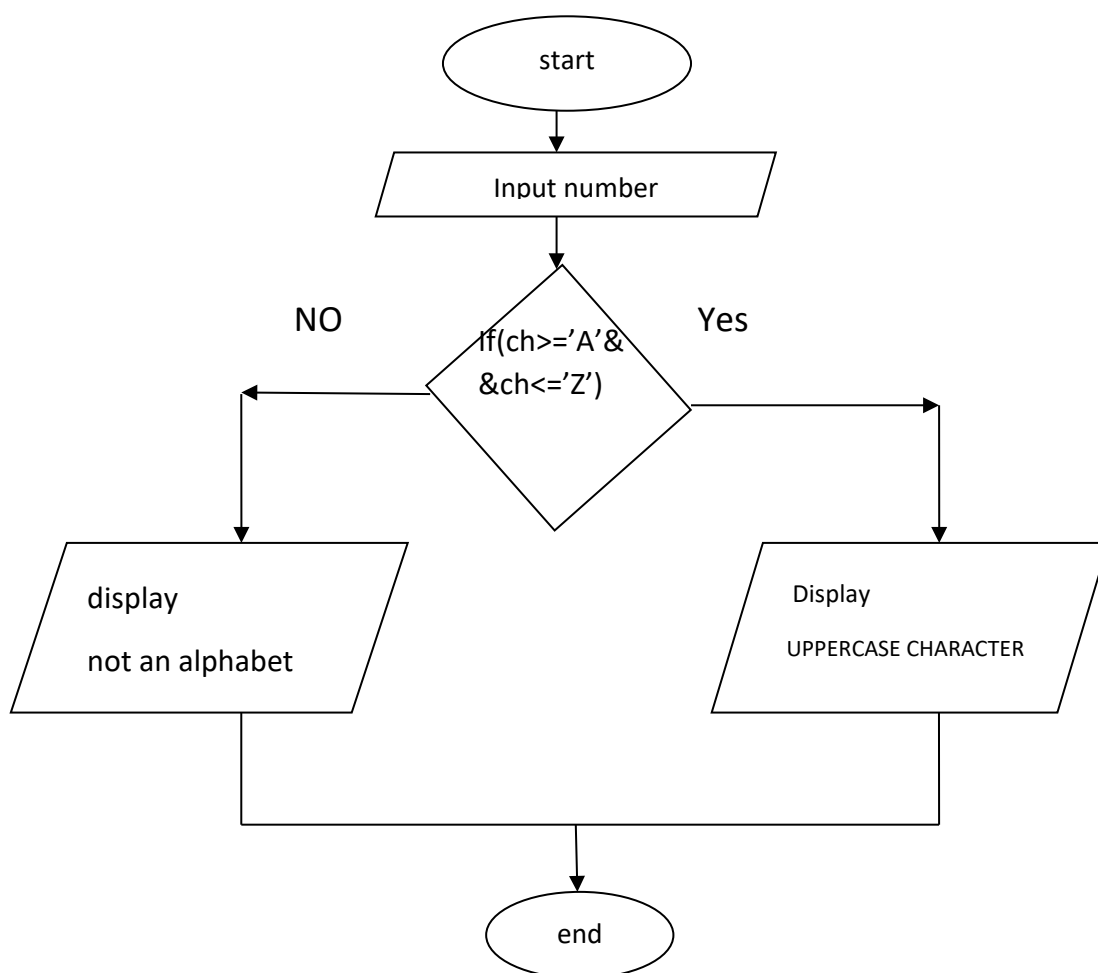 start
Input number
NO
Yes
If(ch>=’A’&
&ch<=’Z’)
display
not an alphabet
Display
UPPERCASE CHARACTER
end